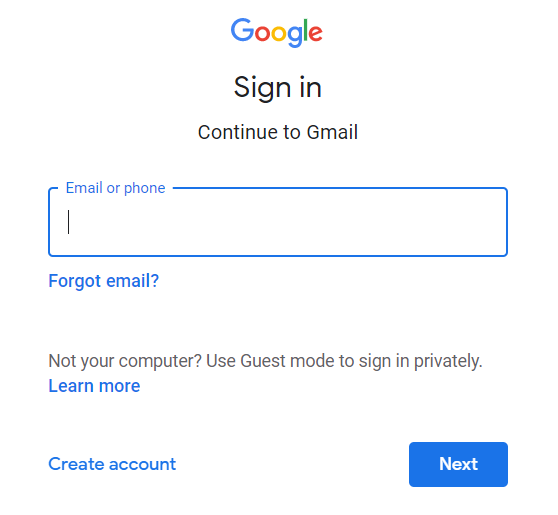 Google
Sign in
Continue to Gmail
Email or phone
Forgot email?
Not your computer? Use Guest mode to sign in privately.
Learn more
Create account
Next